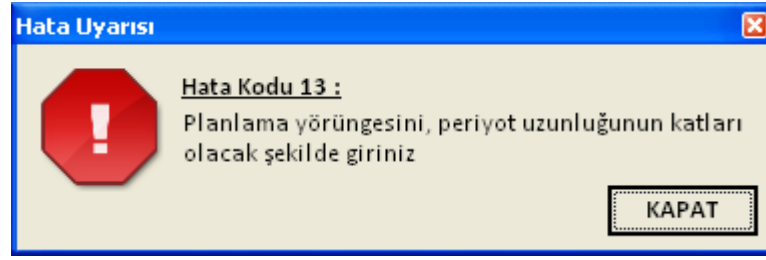 Hata Uyarısı
Hata Kodu 13 :
Planlama yörüngesini, periyot uzunluğunun katları
olacak şekilde giriniz
KAPAT